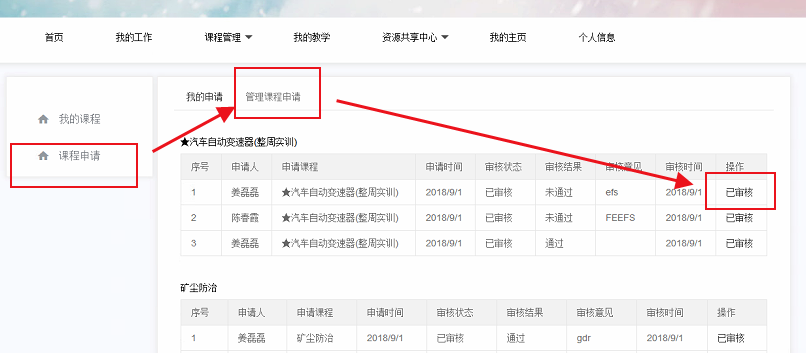 首页 我的工作 课程管理 我的教学 资源共享中心 我的主页 个人信息
我的课程
课程申请
我的申请 管理课程申请
★汽车自动变速器(整周实训)
序号 申请人 申请课程 申请时间 审核状态 审核结果 审核意见 审核时间 操作
1 姜磊磊 ★汽车自动变速器(整周实训) 2018/9/1 已审核 未通过 efs 2018/9/1 已审核
2 陈春霞 ★汽车自动变速器(整周实训) 2018/9/1 已审核 未通过 FEEFS 2018/9/1 已审核
3 姜磊磊 ★汽车自动变速器(整周实训) 2018/9/1 已审核 通过 2018/9/1 已审核
矿尘防治
序号 申请人 申请课程 申请时间 审核状态 审核结果 审核意见 审核时间 操作
1 姜磊磊 矿尘防治 2018/9/1 已审核 通过 gdr 2018/9/1 已审核